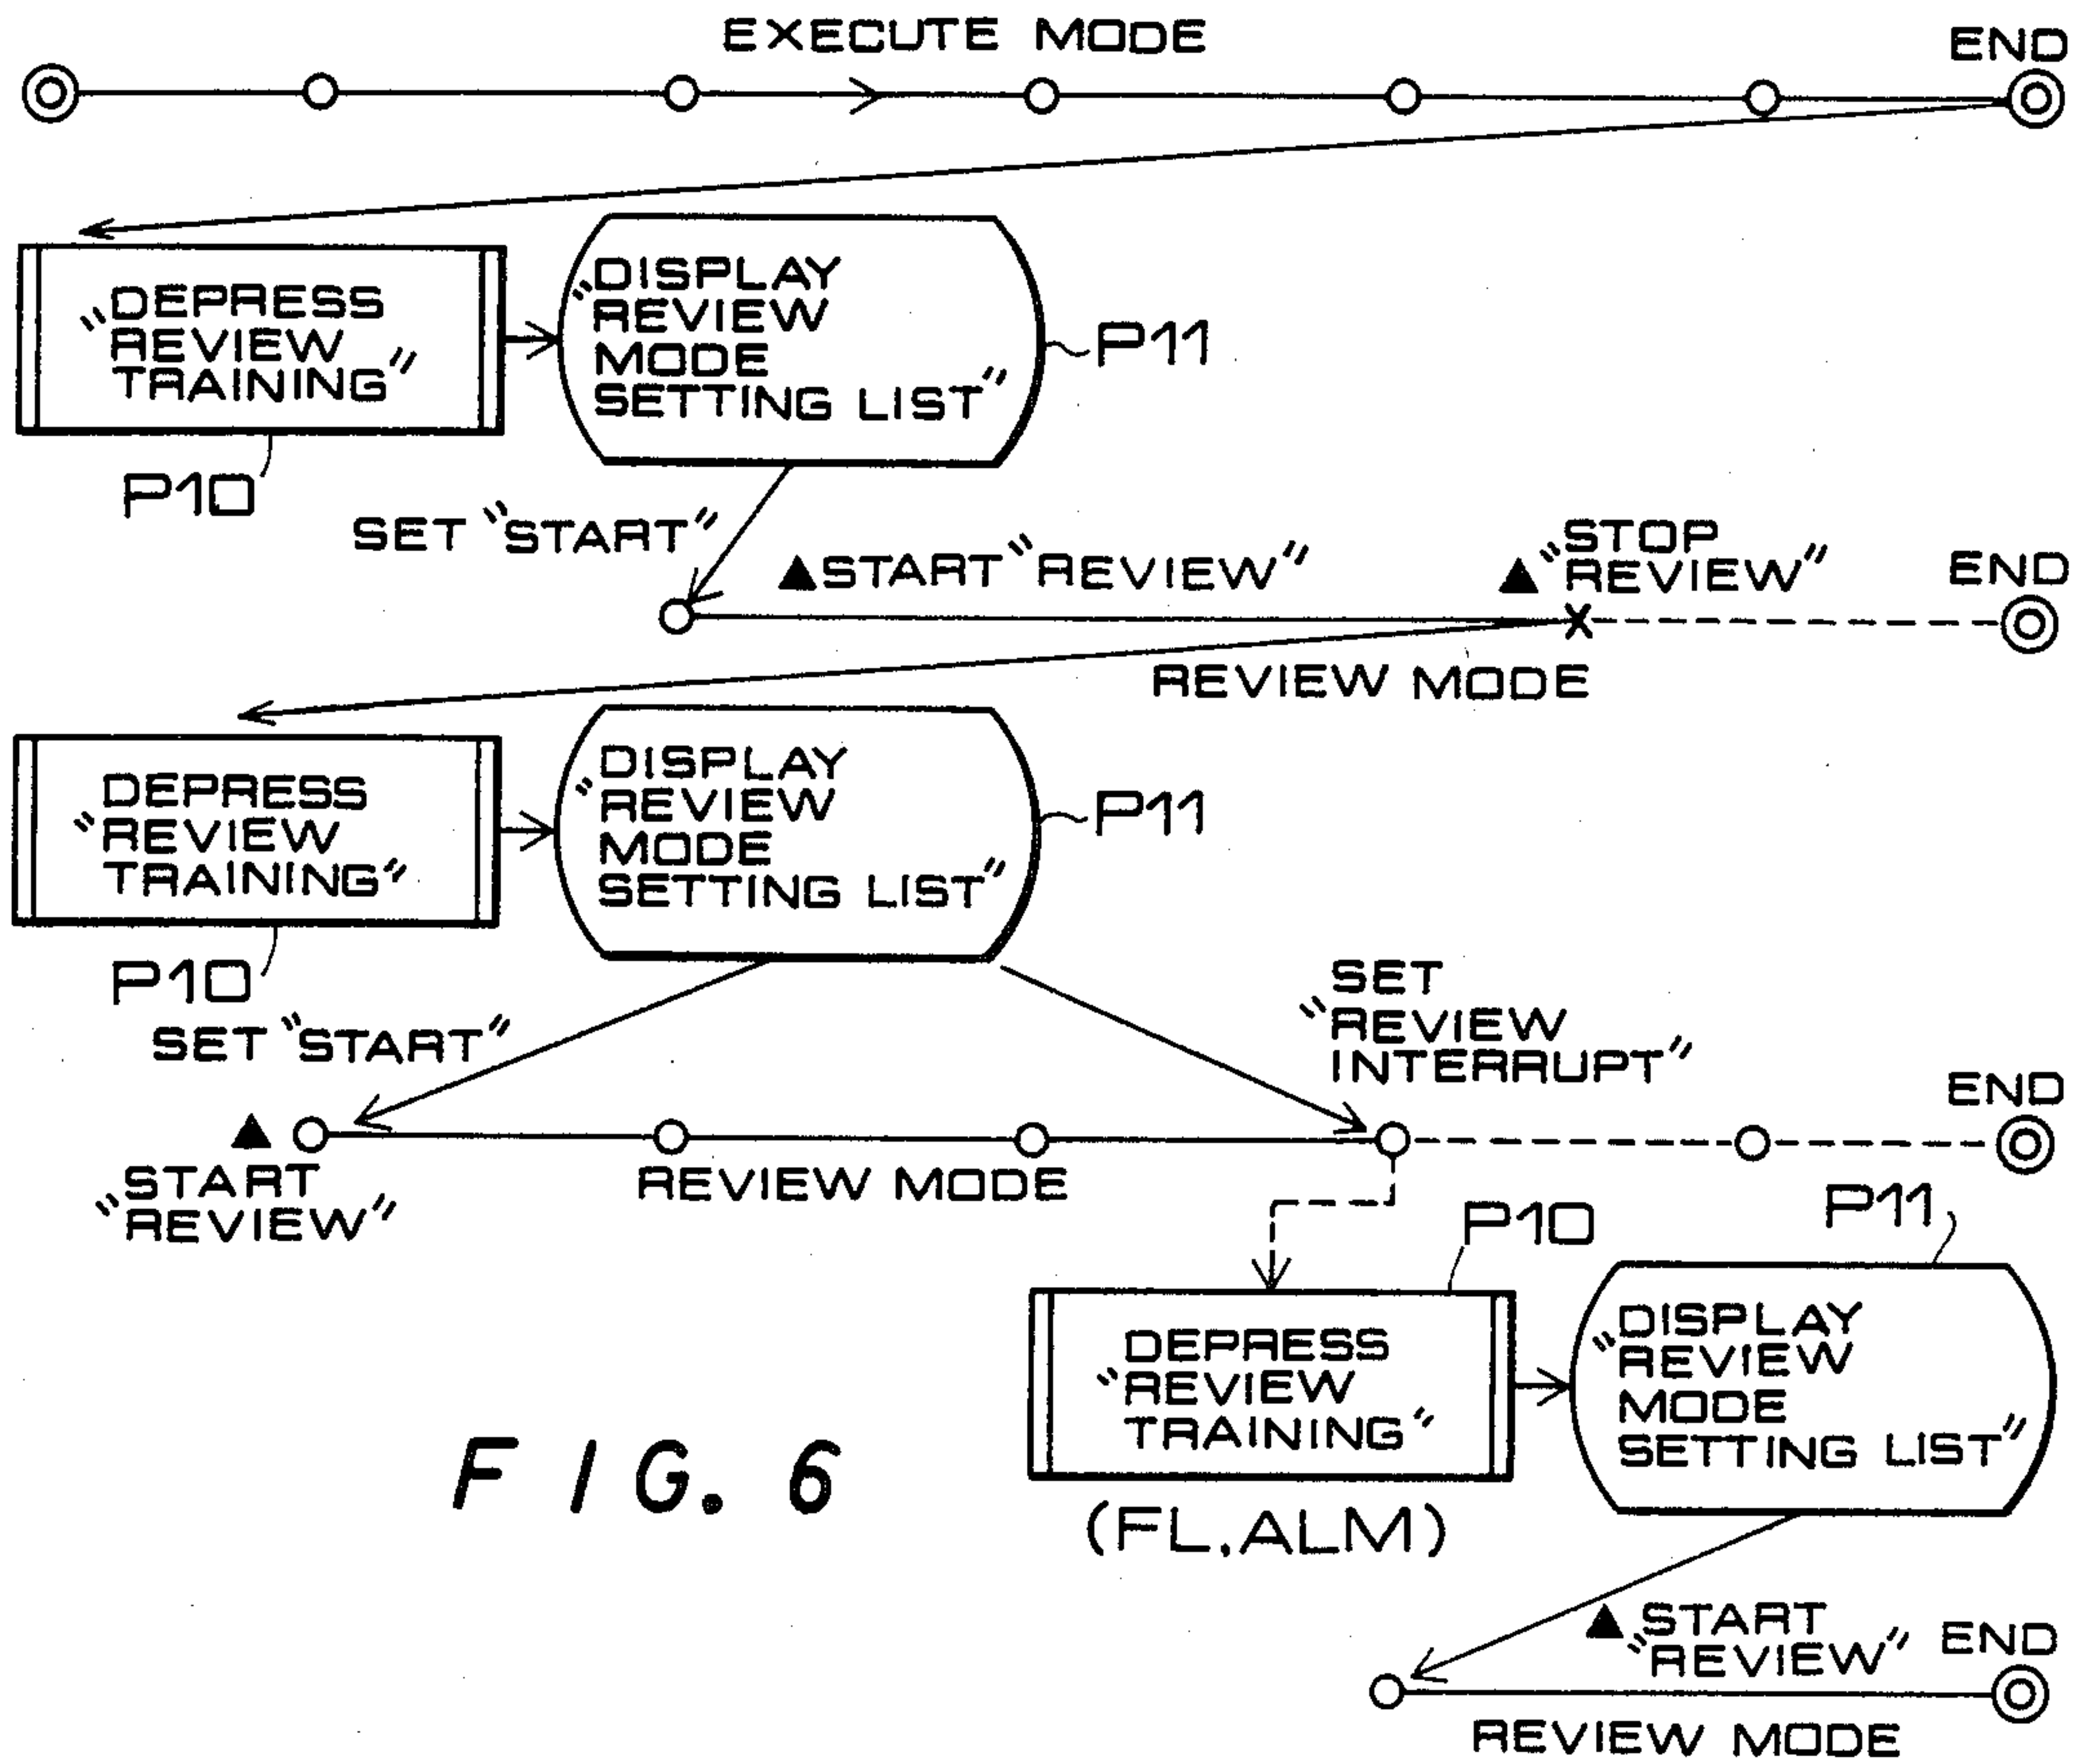 EXECUTE MODE
END
"DEPRESS
REVIEW
TRAINING"
"DISPLAY
REVIEW
MODE
SETTING LIST"
P11
P10
SET "START"
▲START "REVIEW"
▲"STOP
REVIEW"
END
REVIEW MODE
DEPRESS
"REVIEW
TRAINING"
"DISPLAY
REVIEW
MODE
SETTING LIST"
P11
P10
SET "START"
SET
"REVIEW
INTERRUPT"
END
▲
"START
REVIEW"
REVIEW MODE
P10
P11
DEPRESS
"REVIEW
TRAINING"
"DISPLAY
REVIEW
MODE
SETTING LIST"
(FL,ALM)
FIG. 6
▲START
"REVIEW"
END
REVIEW MODE